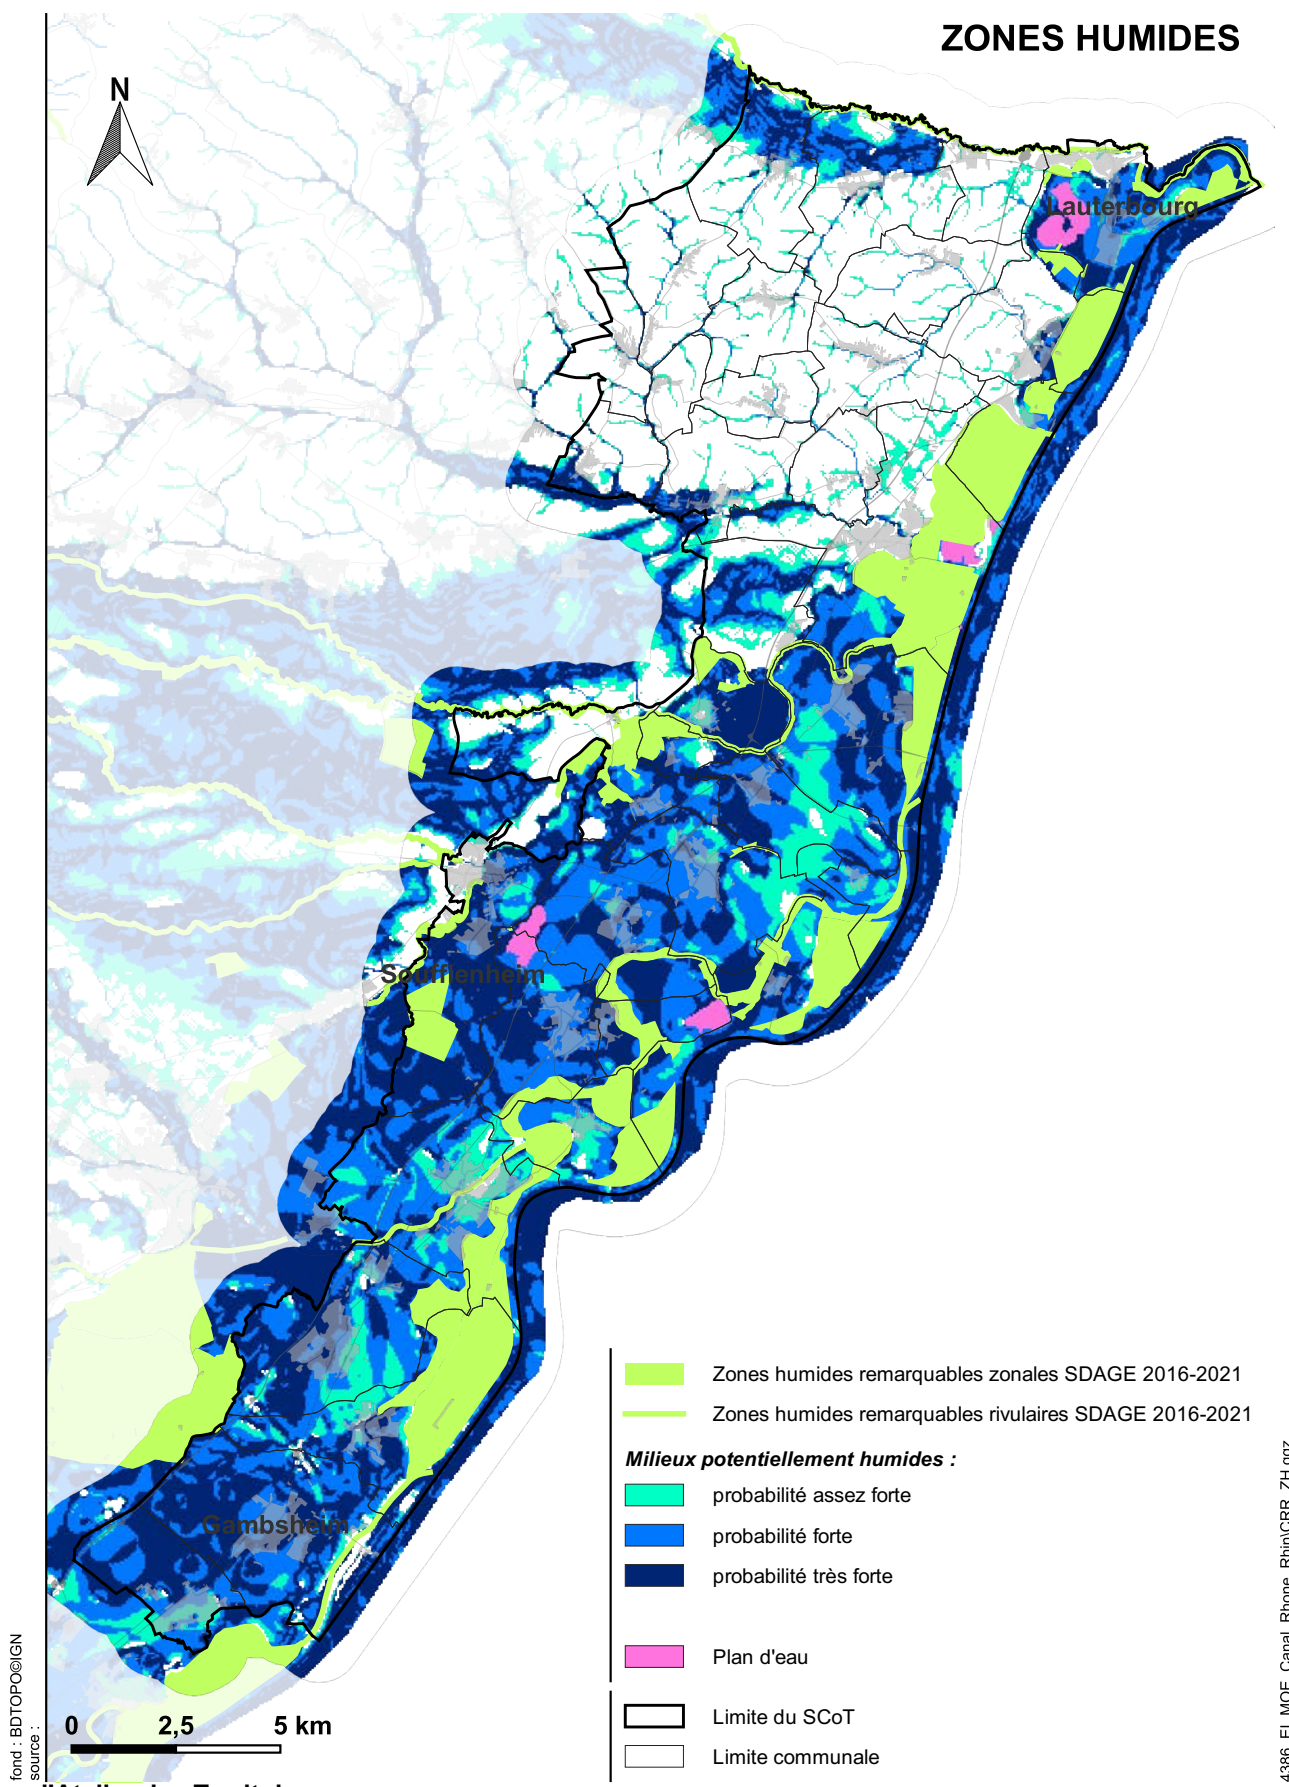 ZONES HUMIDES
N
Lauterbourg
Soufflenheim
Gambsheim
Zones humides remarquables zonales SDAGE 2016-2021
Zones humides remarquables rivulaires SDAGE 2016-2021
Milieux potentiellement humides :
probabilité assez forte
probabilité forte
probabilité très forte
Plan d'eau
Limite du SCoT
Limite communale
0 2,5 5 km
fond : BDTOPO©IGN
source :